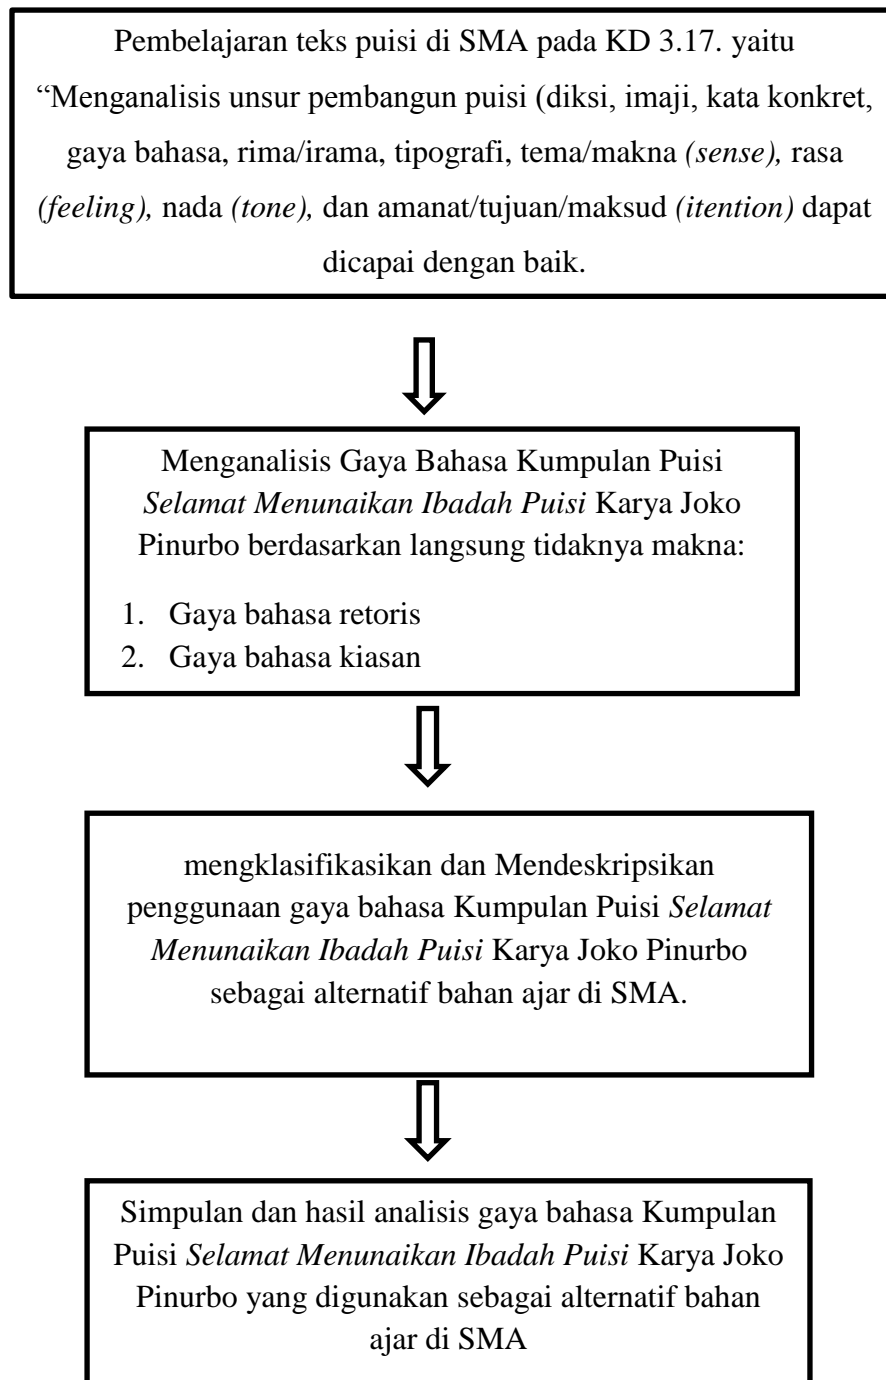 Pembelajaran teks puisi di SMA pada KD 3.17. yaitu
“Menganalisis unsur pembangun puisi (diksi, imaji, kata konkret,
gaya bahasa, rima/irama, tipografi, tema/makna (sense), rasa
(feeling), nada (tone), dan amanat/tujuan/maksud (itention) dapat
dicapai dengan baik.
Menganalisis Gaya Bahasa Kumpulan Puisi
Selamat Menunaikan Ibadah Puisi Karya Joko
Pinurbo berdasarkan langsung tidaknya makna:
1. Gaya bahasa retoris
2. Gaya bahasa kiasan
mengklasifikasikan dan Mendeskripsikan
penggunaan gaya bahasa Kumpulan Puisi Selamat
Menunaikan Ibadah Puisi Karya Joko Pinurbo
sebagai alternatif bahan ajar di SMA.
Simpulan dan hasil analisis gaya bahasa Kumpulan
Puisi Selamat Menunaikan Ibadah Puisi Karya Joko
Pinurbo yang digunakan sebagai alternatif bahan
ajar di SMA